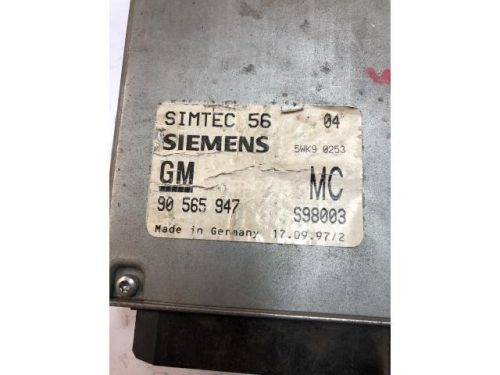 SIMTEC 56 04
SIEMENS 5WK9 0253
GM MC
90 565 947 S98003
Made in Germany 17.09.97/2